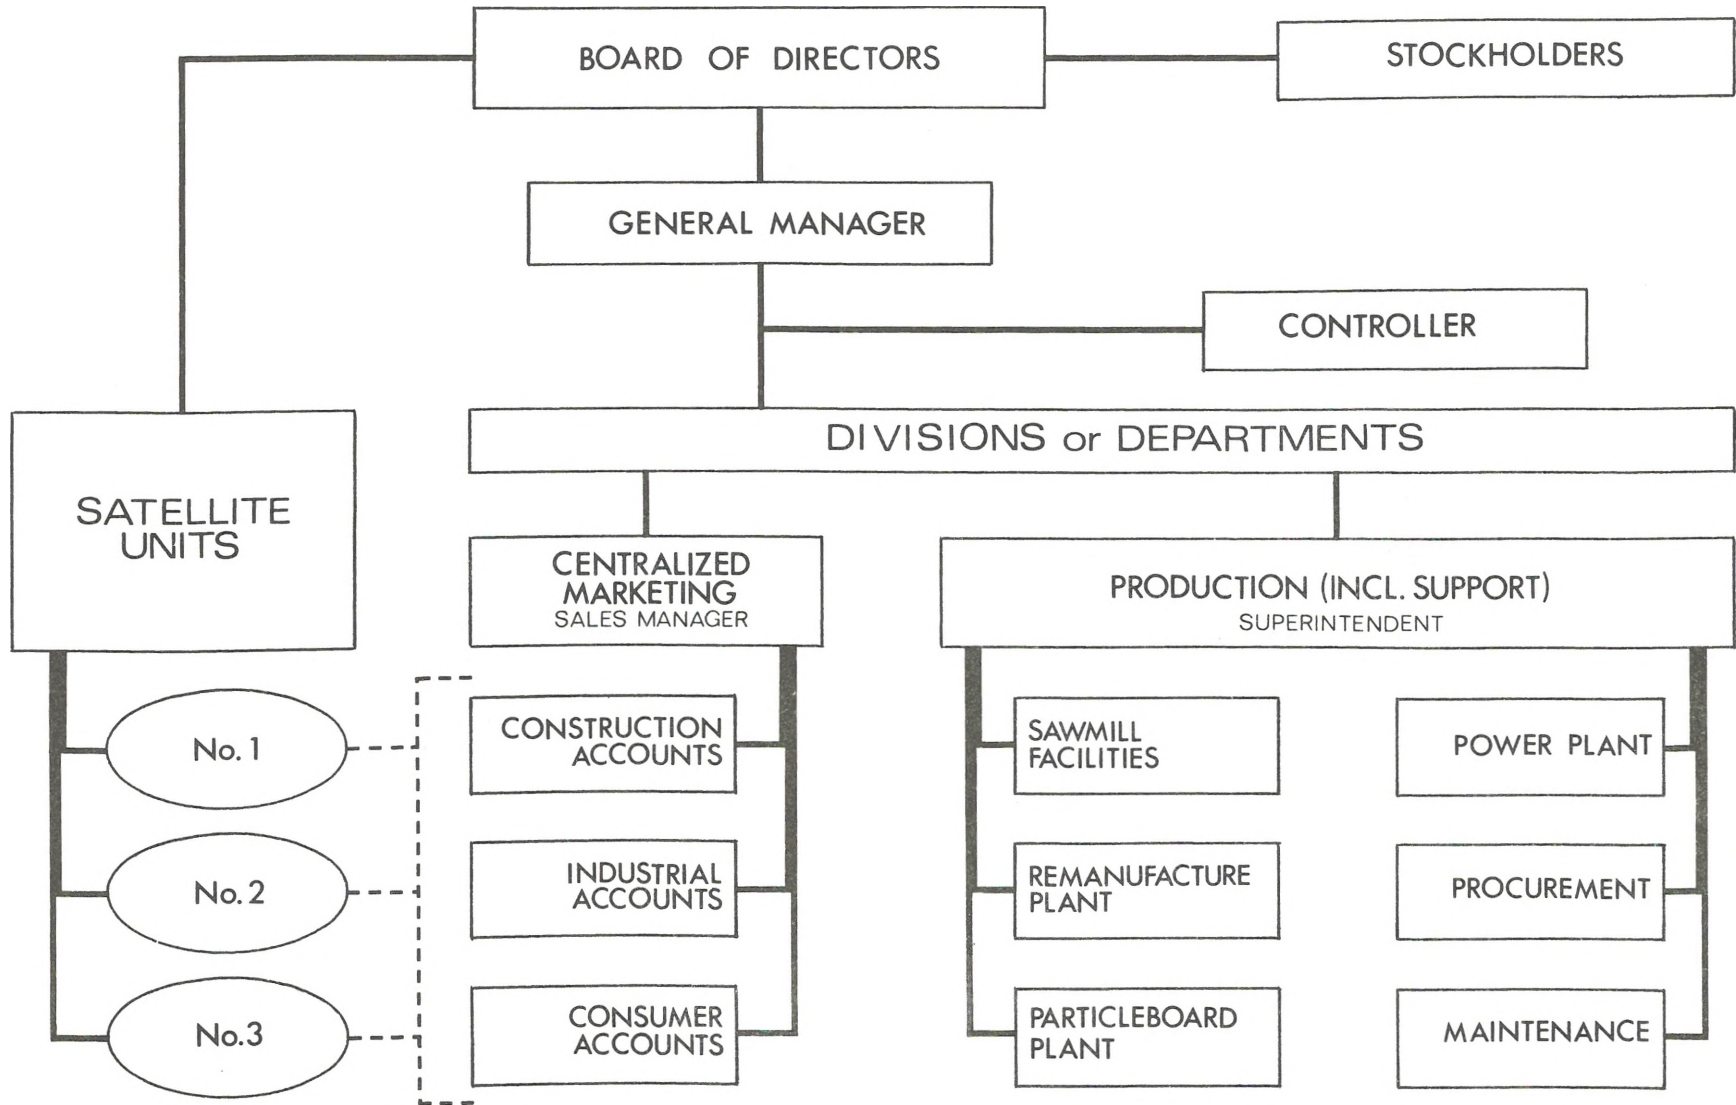 BOARD OF DIRECTORS
STOCKHOLDERS
GENERAL MANAGER
CONTROLLER
DIVISIONS or DEPARTMENTS
SATELLITE
UNITS
No. 1
No. 2
No. 3
CENTRALIZED
MARKETING
SALES MANAGER
CONSTRUCTION
ACCOUNTS
INDUSTRIAL
ACCOUNTS
CONSUMER
ACCOUNTS
PRODUCTION (INCL. SUPPORT)
SUPERINTENDENT
SAWMILL
FACILITIES
REMANUFACTURE
PLANT
PARTICLEBOARD
PLANT
POWER PLANT
PROCUREMENT
MAINTENANCE